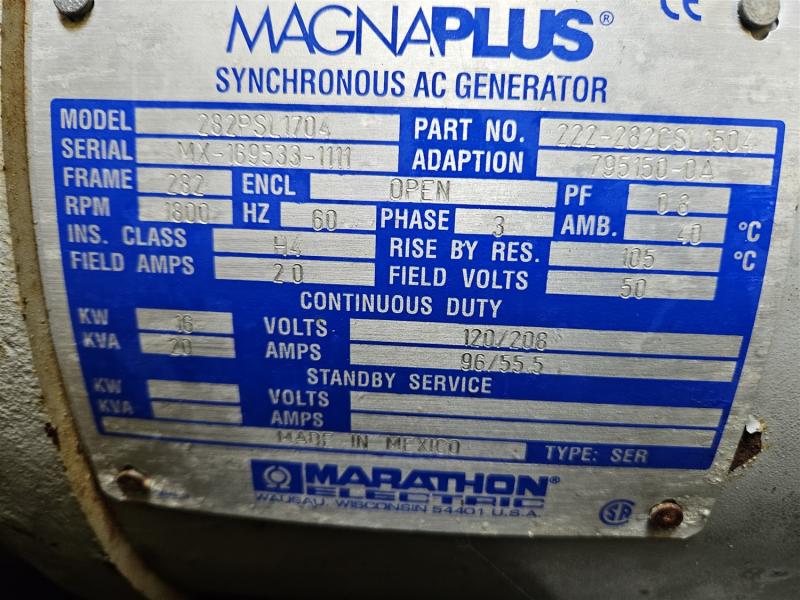 CE
MAGNAPLUS®
SYNCHRONOUS AC GENERATOR
MODEL 282PSL1704 PART NO. 222-282CSL1504
SERIAL MX-169533-1111 ADAPTION 795150-0A
FRAME 282 ENCL OPEN PF 0.8
RPM 1800 HZ 60 PHASE 3 AMB. 40 °C
INS. CLASS H4 RISE BY RES. 105 °C
FIELD AMPS 2.0 FIELD VOLTS 50
CONTINUOUS DUTY
KW 16 VOLTS 120/208
KVA 20 AMPS 96/55.5
STANDBY SERVICE
KW VOLTS
KVA AMPS
MADE IN MEXICO TYPE: SER
MARATHON®
ELECTRIC
WAUSAU, WISCONSIN 54401 U.S.A.